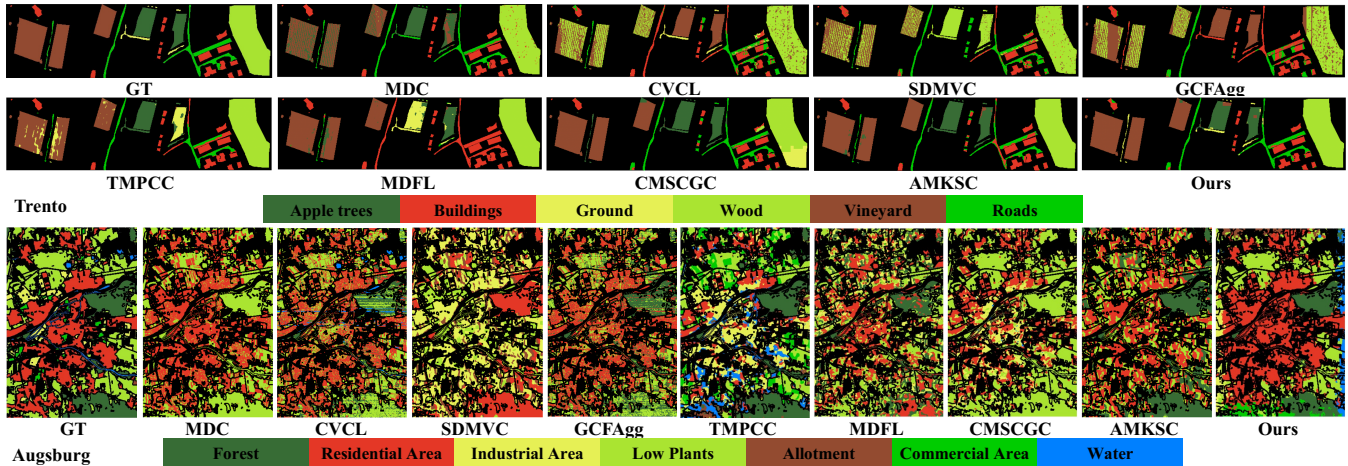 GT MDC CVCL SDMVC GCFAgg
TMPCC MDFL CMSCGC AMKSC Ours
Trento
Apple trees Buildings Ground Wood Vineyard Roads
GT MDC CVCL SDMVC GCFAgg TMPCC MDFL CMSCGC AMKSC Ours
Augsburg
Forest Residential Area Industrial Area Low Plants Allotment Commercial Area Water